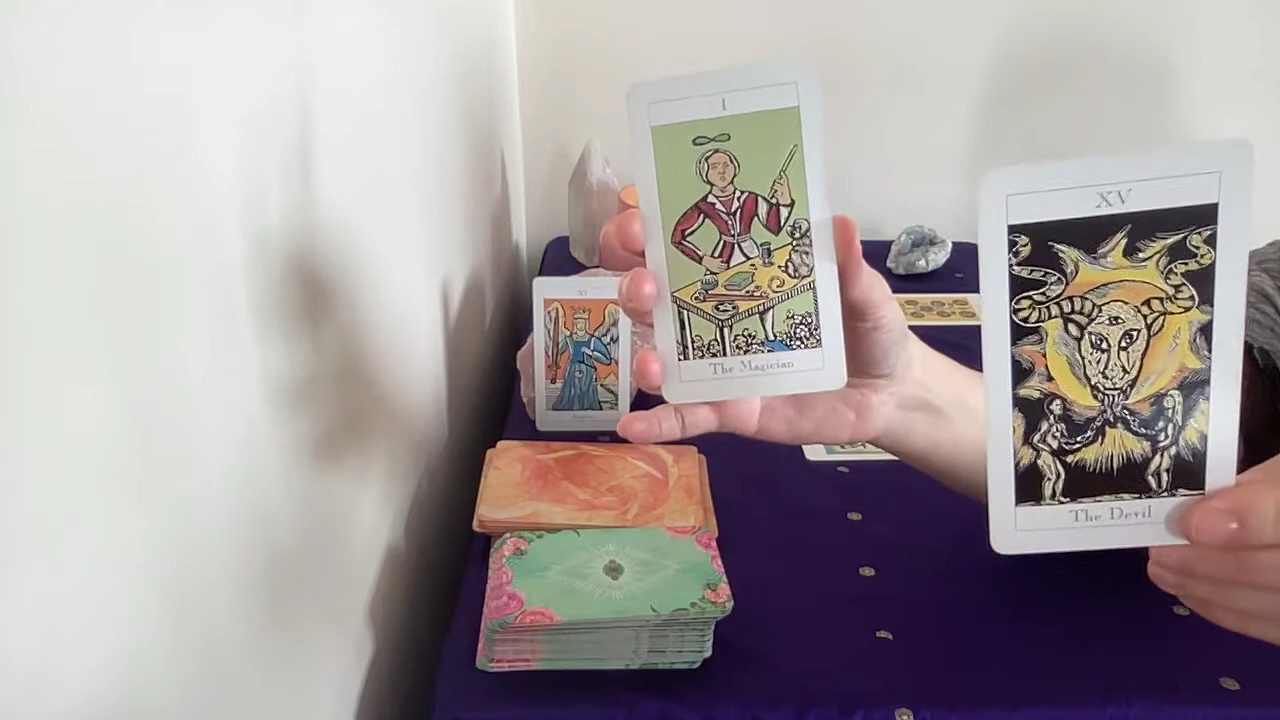 I
The Magician
XV
The Devil
XI